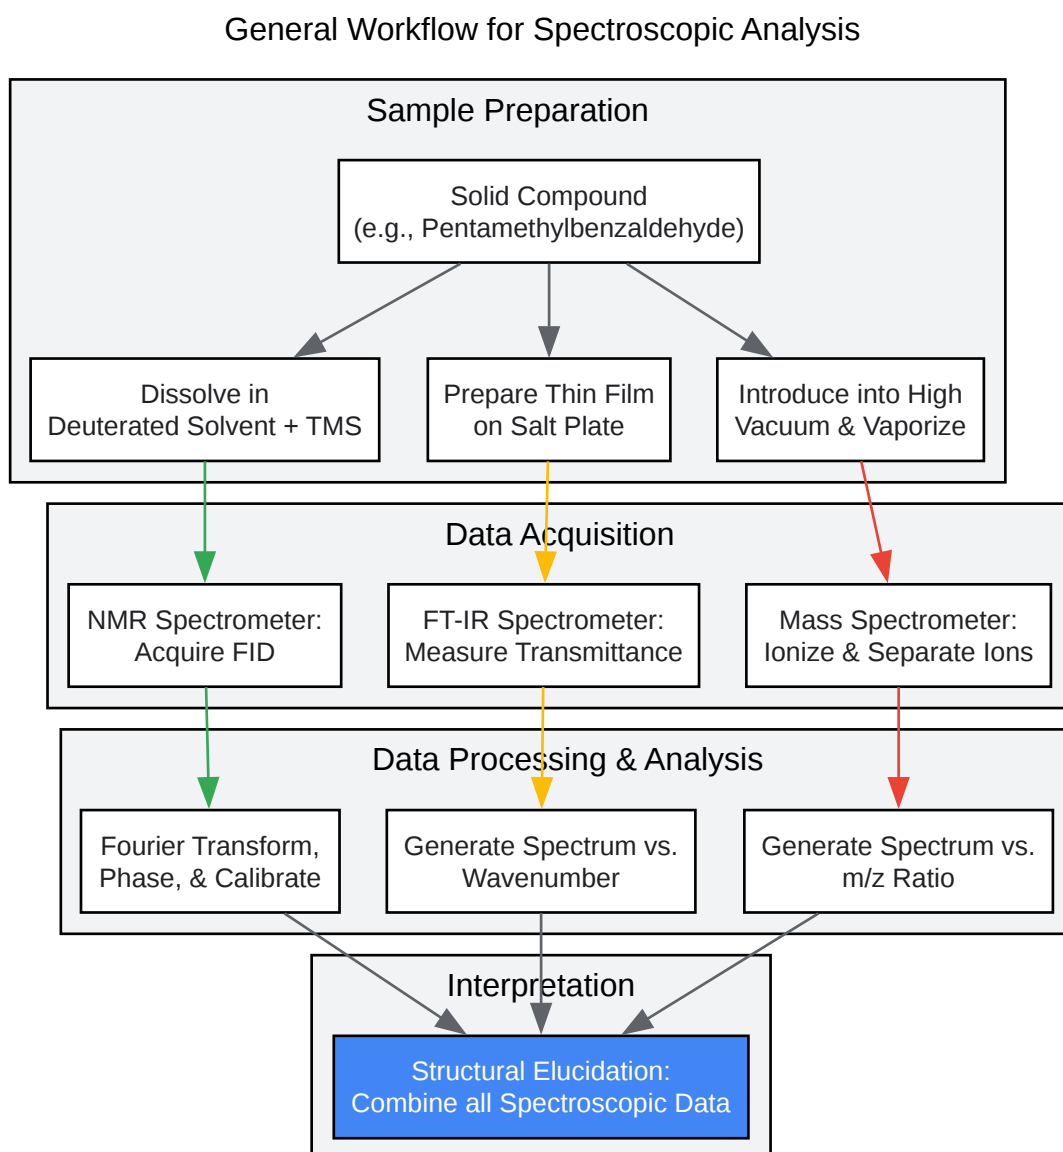 General Workflow for Spectroscopic Analysis
Sample Preparation
Solid Compound
(e.g., Pentamethylbenzaldehyde)
Dissolve in
Deuterated Solvent + TMS
Prepare Thin Film
on Salt Plate
Introduce into High
Vacuum & Vaporize
Data Acquisition
NMR Spectrometer:
Acquire FID
FT-IR Spectrometer:
Measure Transmittance
Mass Spectrometer:
Ionize & Separate Ions
Data Processing & Analysis
Fourier Transform,
Phase, & Calibrate
Generate Spectrum vs.
Wavenumber
Generate Spectrum vs.
m/z Ratio
Interpretation
Structural Elucidation:
Combine all Spectroscopic Data